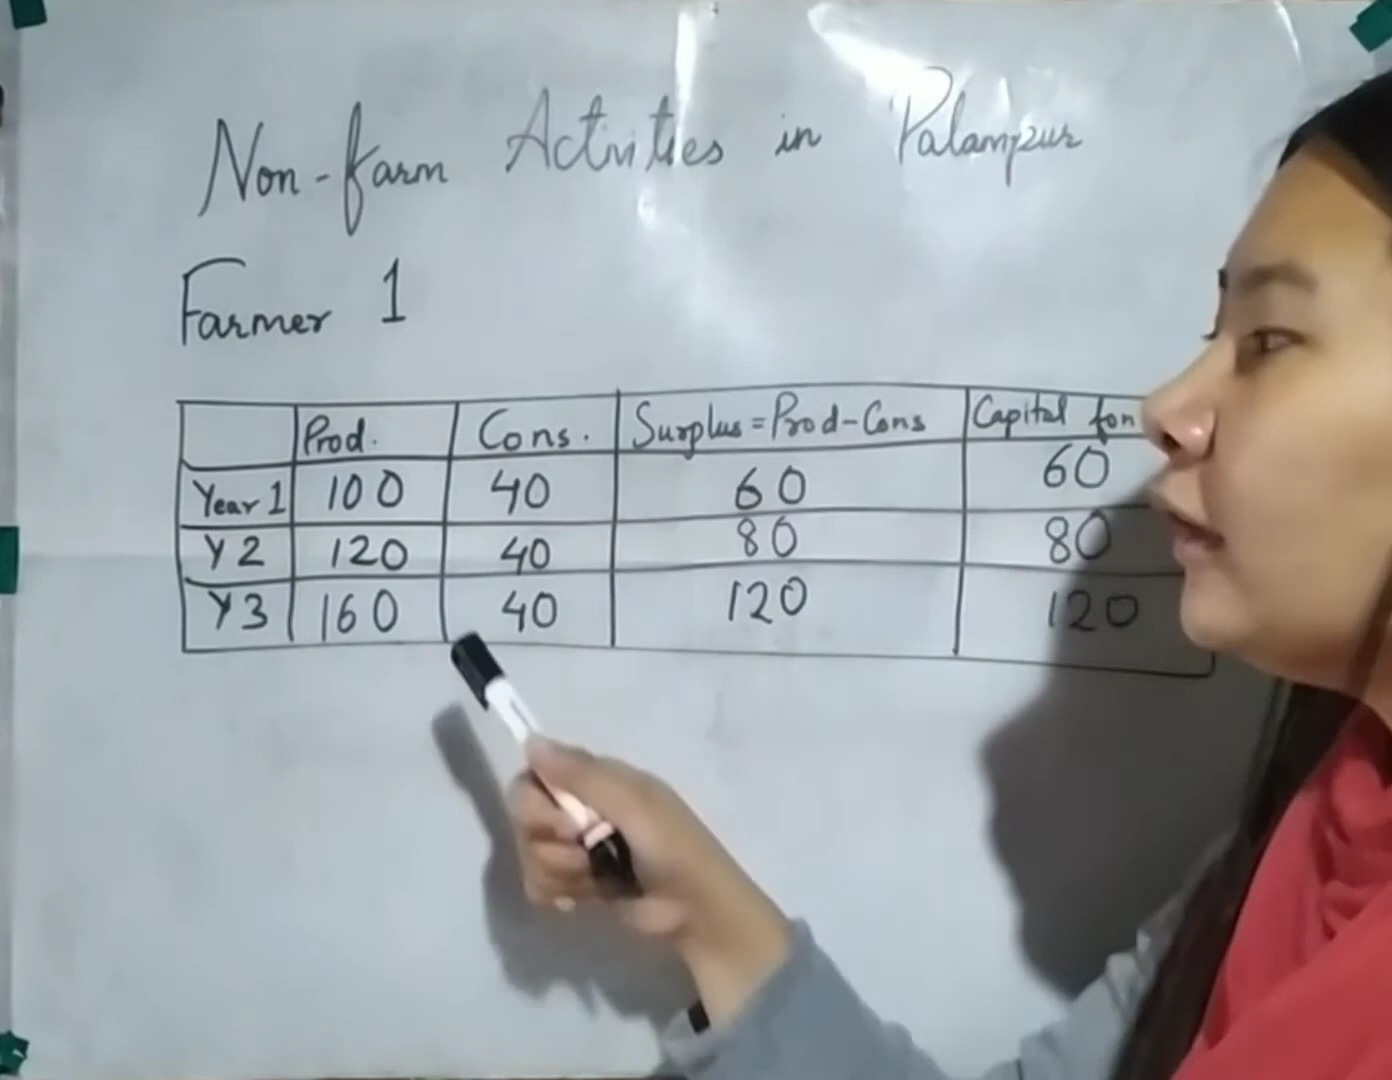 Non-farm Activities in Palampur
Farmer 1
Prod. Cons. Surplus=Prod-Cons Capital for
Year 1 100 40 60 60
Y2 120 40 80 80
Y3 160 40 120 120